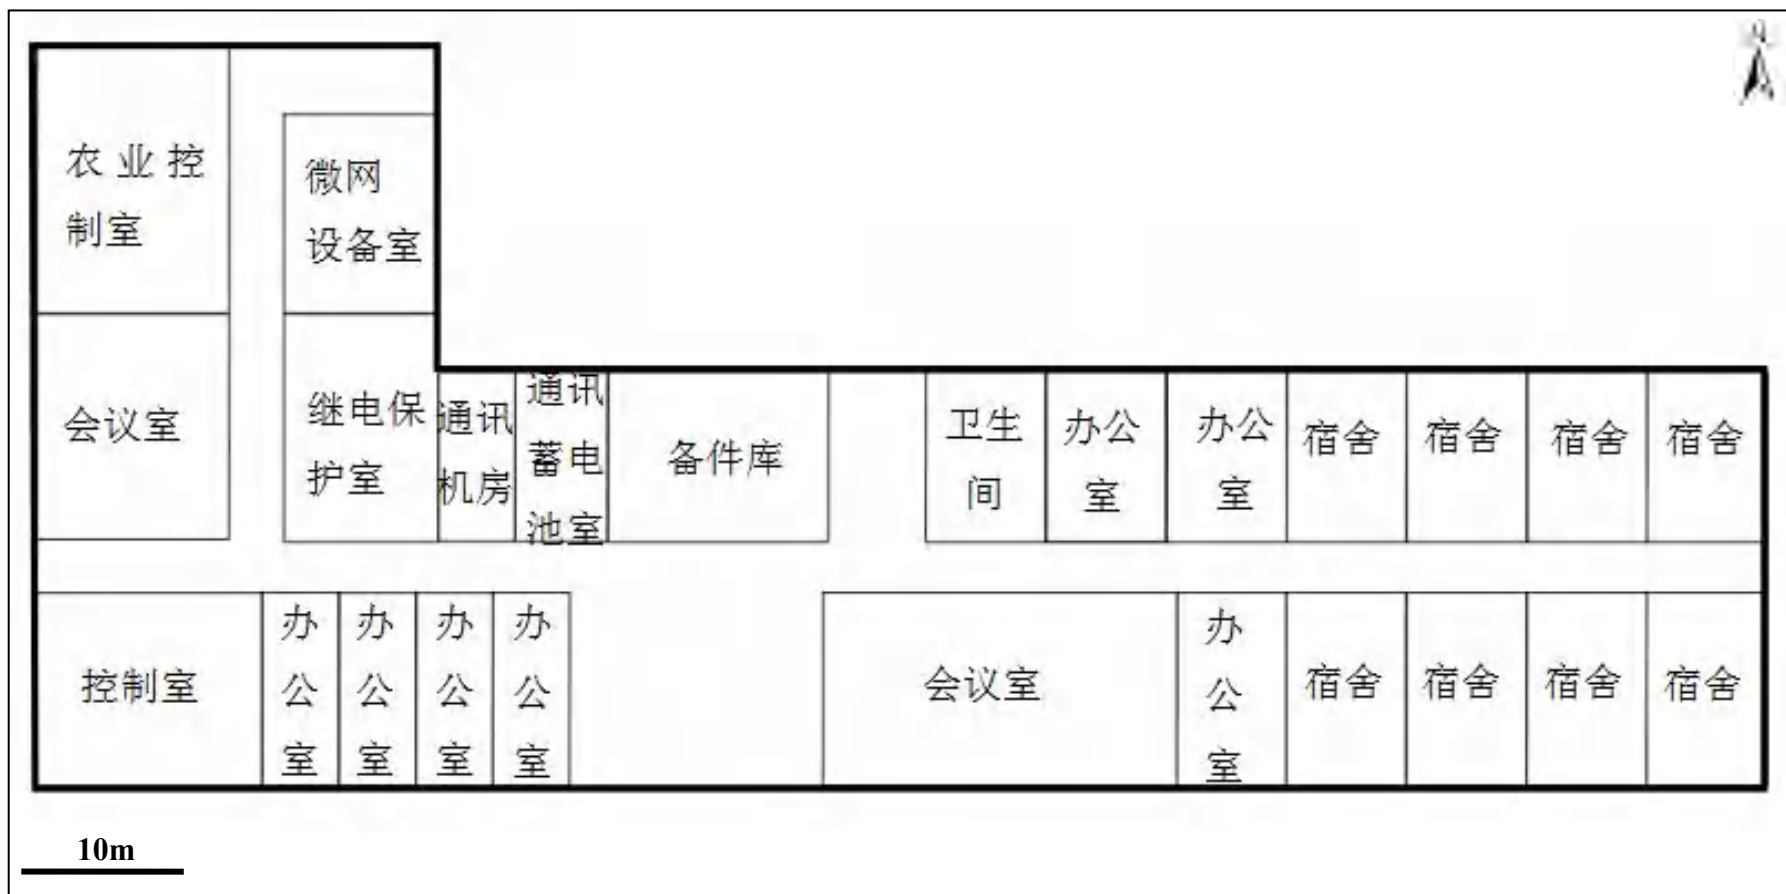 农业控
制室
微网
设备室
会议室
继电保
护室
通讯
机房
通讯
蓄电
池室
备件库
卫生
间
办公
室
办公
室
宿舍
宿舍
宿舍
宿舍
控制室
办
公
室
办
公
室
办
公
室
办
公
室
会议室
办
公
室
宿舍
宿舍
宿舍
宿舍
10m